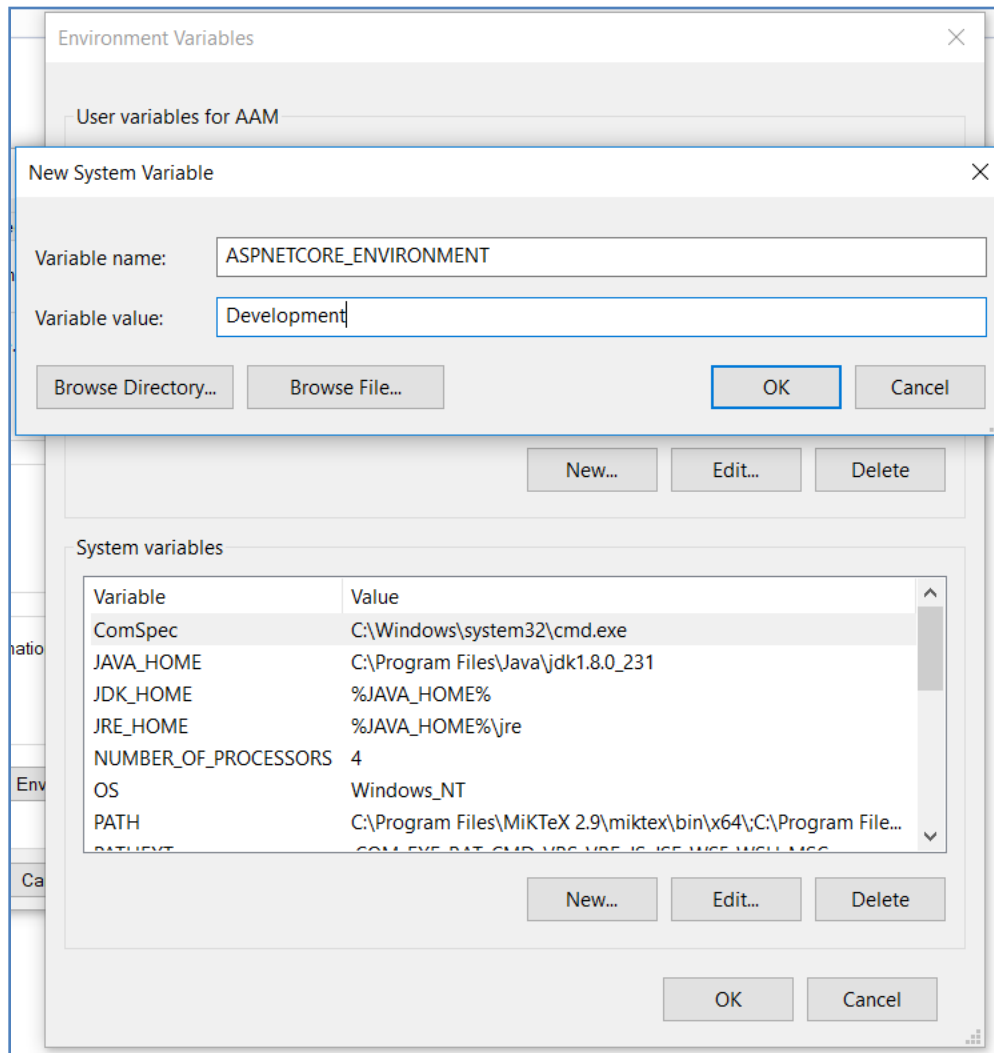 Environment Variables
User variables for AAM
New System Variable
Variable name: ASPNETCORE_ENVIRONMENT
Variable value: Development
Browse Directory... Browse File... OK Cancel
New... Edit... Delete
System variables
Variable Value
ComSpec C:\Windows\system32\cmd.exe
JAVA_HOME C:\Program Files\Java\jdk1.8.0_231
JDK_HOME %JAVA_HOME%
JRE_HOME %JAVA_HOME%\jre
NUMBER_OF_PROCESSORS 4
OS Windows_NT
PATH C:\Program Files\MiKTeX 2.9\miktex\bin\x64\;C:\Program File...
natio
Env
Ca
New... Edit... Delete
OK Cancel